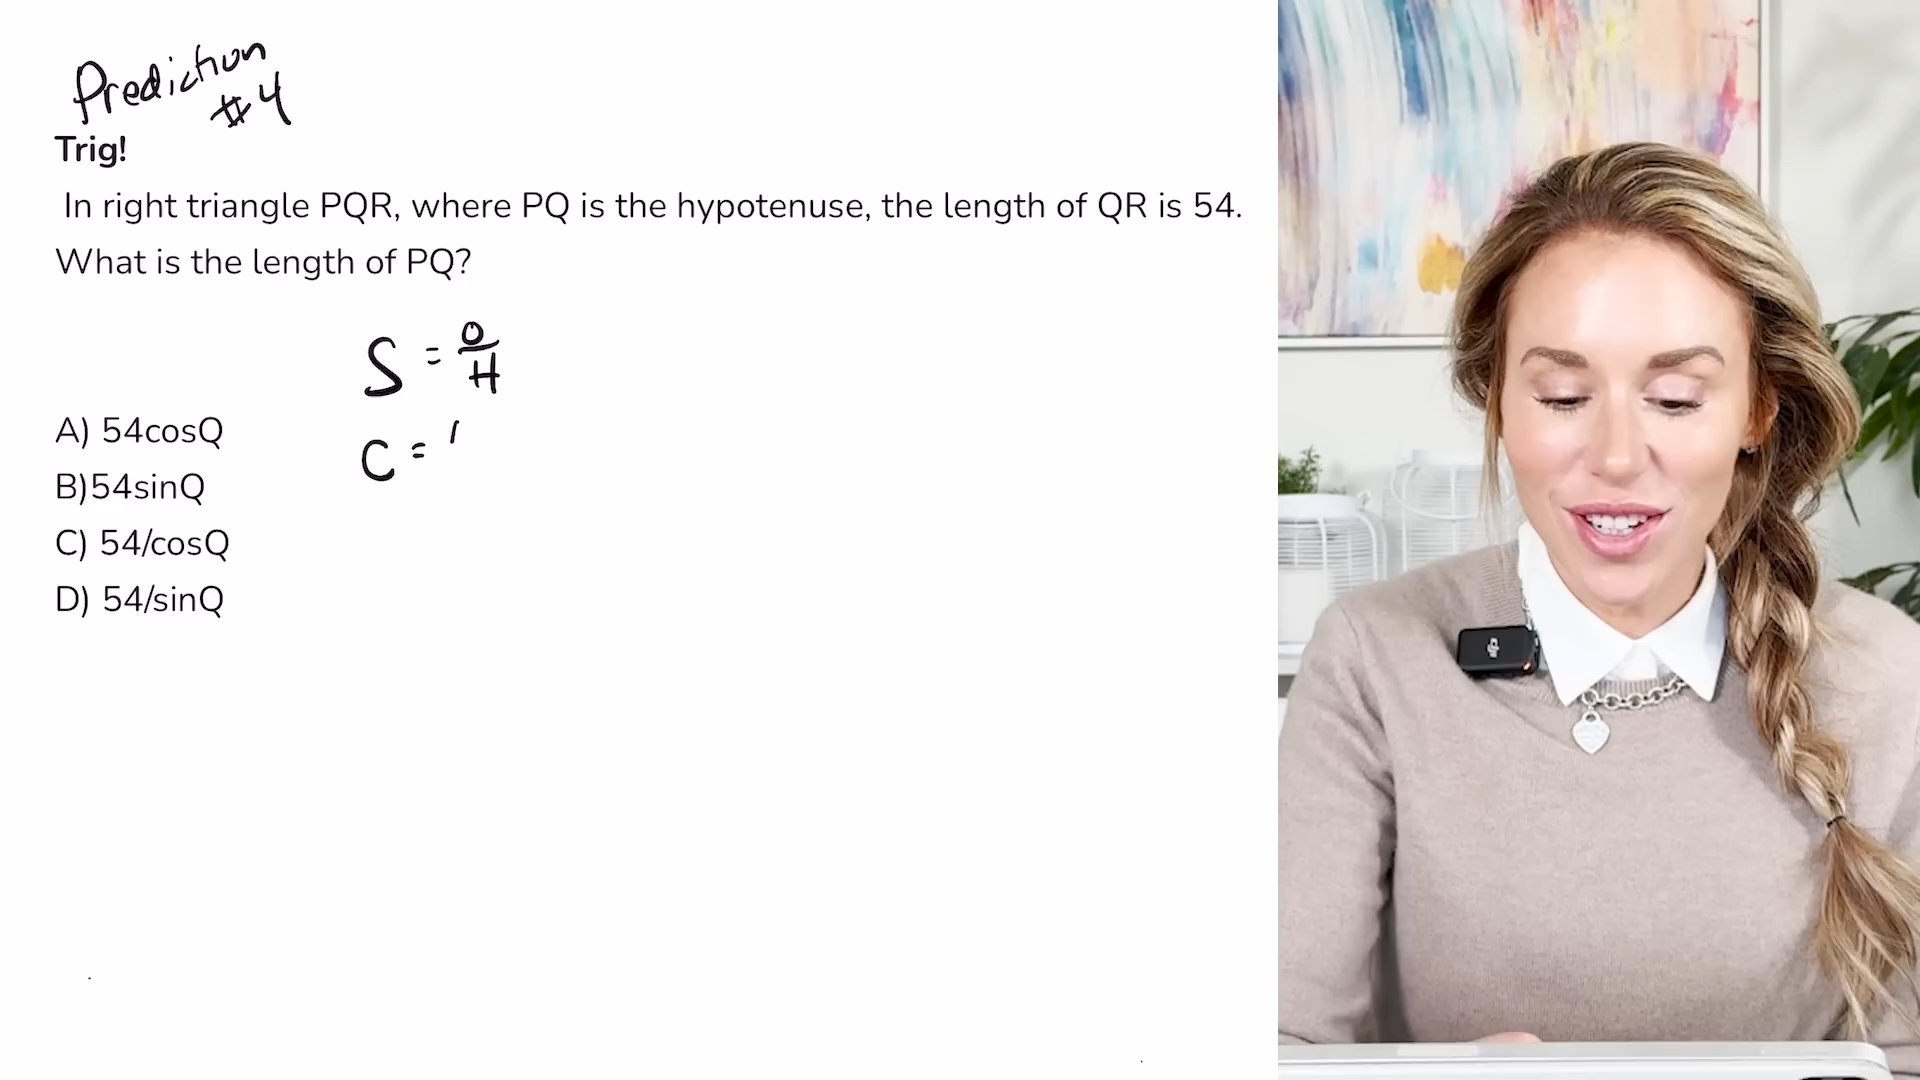 Prediction
#4
Trig!
In right triangle PQR, where PQ is the hypotenuse, the length of QR is 54.
What is the length of PQ?
S = O/H
C = 
A) 54cosQ
B)54sinQ
C) 54/cosQ
D) 54/sinQ
dji